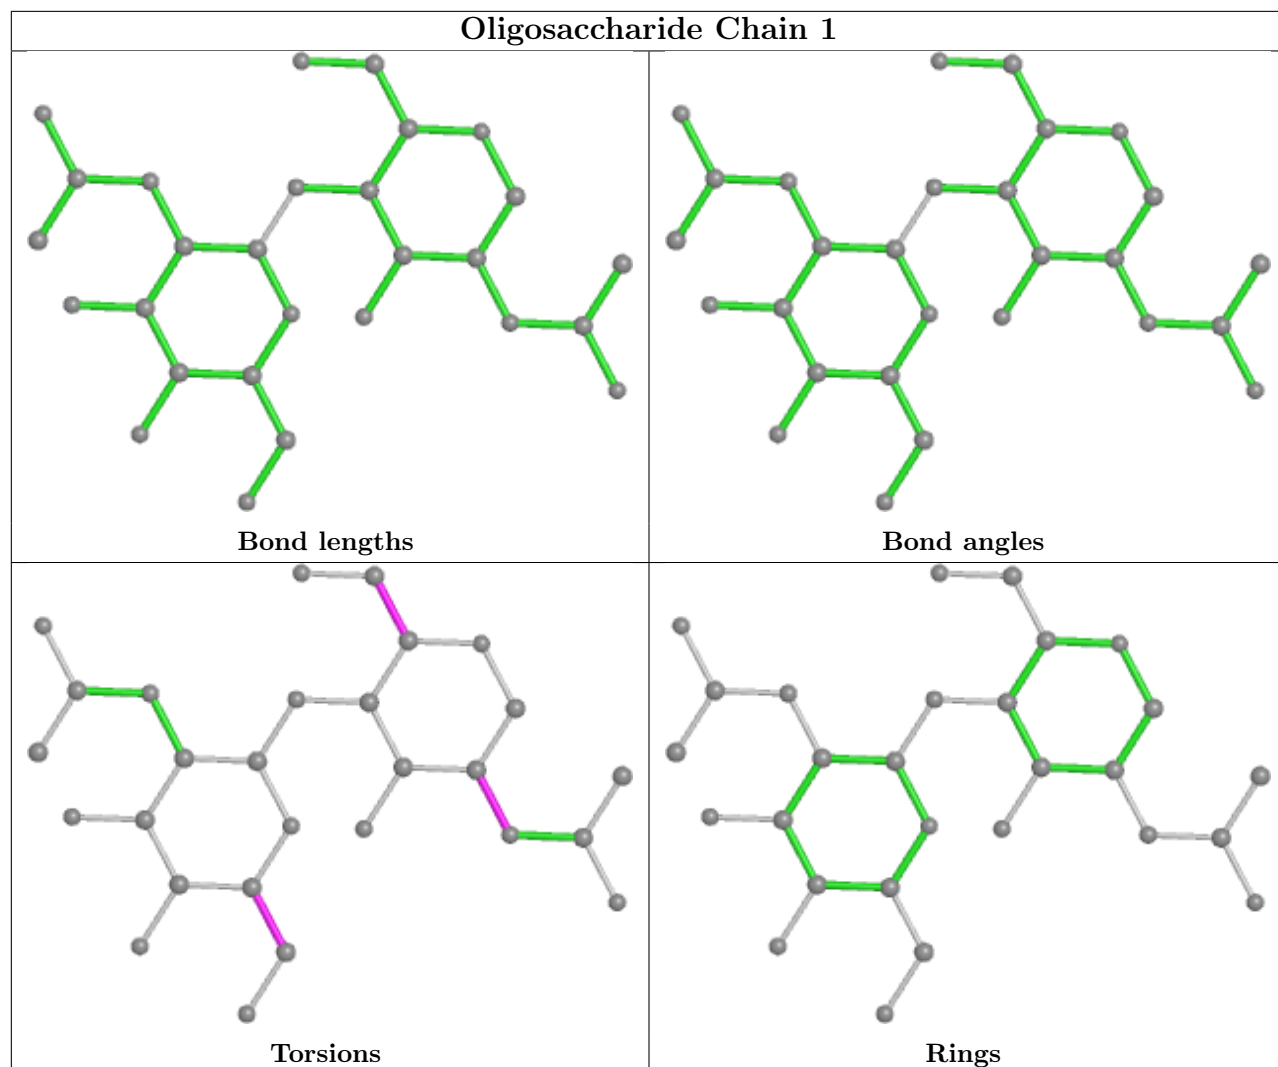 Oligosaccharide Chain 1
Bond lengths
Bond angles
Torsions
Rings